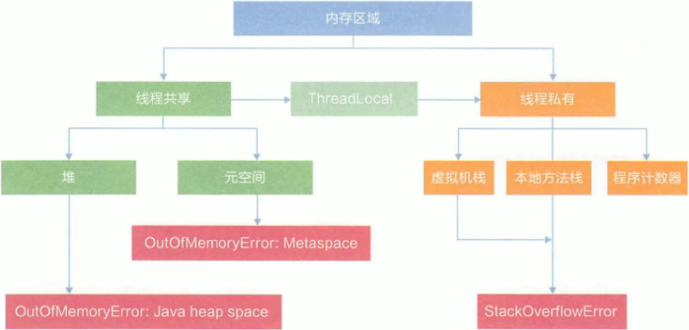 内存区域
线程共享
ThreadLocal
线程私有
堆
元空间
虚拟机栈
本地方法栈
程序计数器
OutOfMemoryError: Metaspace
OutOfMemoryError: Java heap space
StackOverflowError